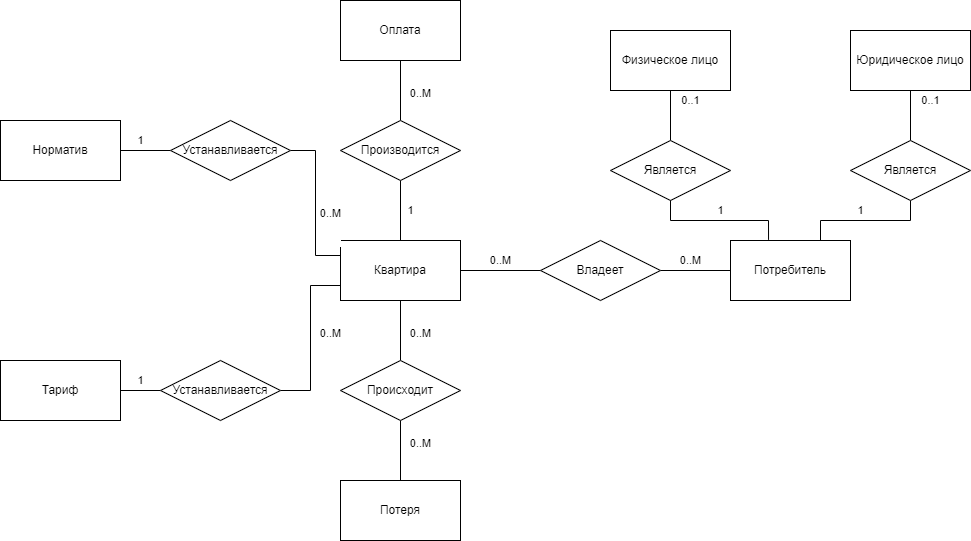 Оплата
Физическое лицо
Юридическое лицо
0..М
0..1
0..1
Норматив
1
Устанавливается
Производится
Является
Является
0..М
1
1
1
Квартира
0..М
Владеет
0..М
Потребитель
0..М
0..М
Тариф
1
Устанавливается
Происходит
0..М
Потеря